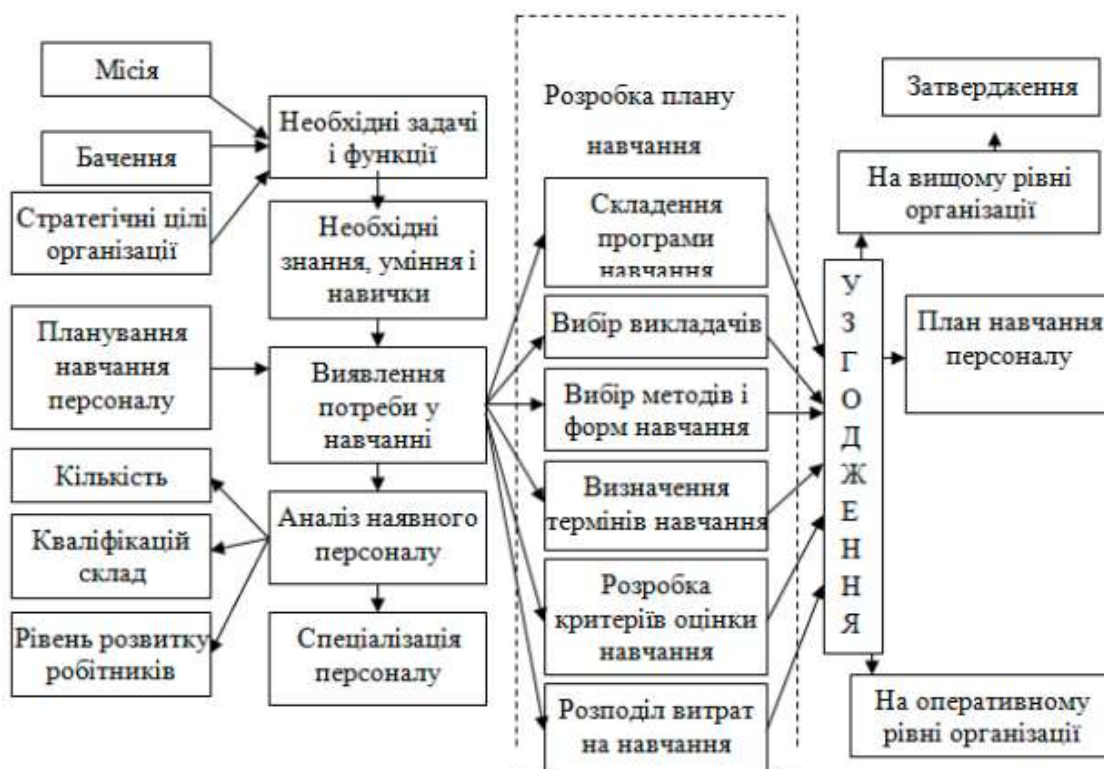 Місія
Бачення
Стратегічні цілі
організації
Планування
навчання
персоналу
Кількість
Кваліфікацій
склад
Рівень розвитку
робітників
Необхідні задачі
і функції
Необхідні
знання, уміння і
навички
Виявлення
потреби у
навчанні
Аналіз наявного
персоналу
Спеціалізація
персоналу
Розробка плану
навчання
Складення
програми
навчання
Вибір викладачів
Вибір методів і
форм навчання
Визначення
термінів навчання
Розробка
критеріїв оцінки
навчання
Розподіл витрат
на навчання
У
З
Г
О
Д
Ж
Е
Н
Н
Я
Затвердження
На вищому рівні
організації
План навчання
персоналу
На оперативному
рівні організації